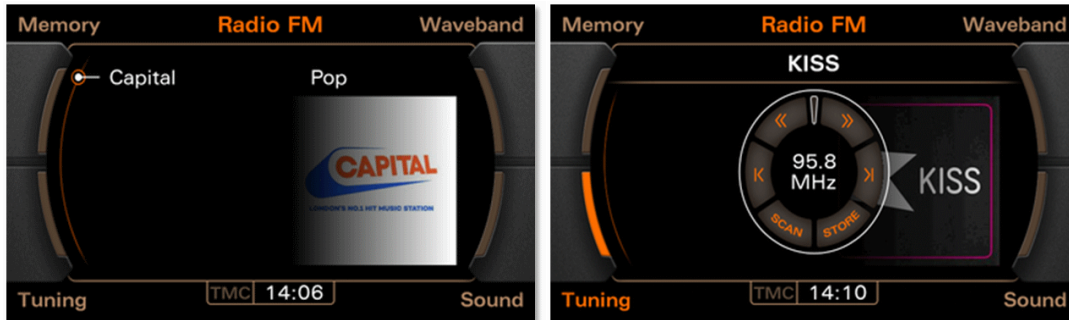 Memory Radio FM Waveband
Capital Pop
CAPITAL
LONDON'S NO.1 HIT MUSIC STATION
Tuning TMC 14:06 Sound
Memory Radio FM Waveband
KISS
95.8
MHz
KISS
SCAN STORE
Tuning TMC 14:10 Sound